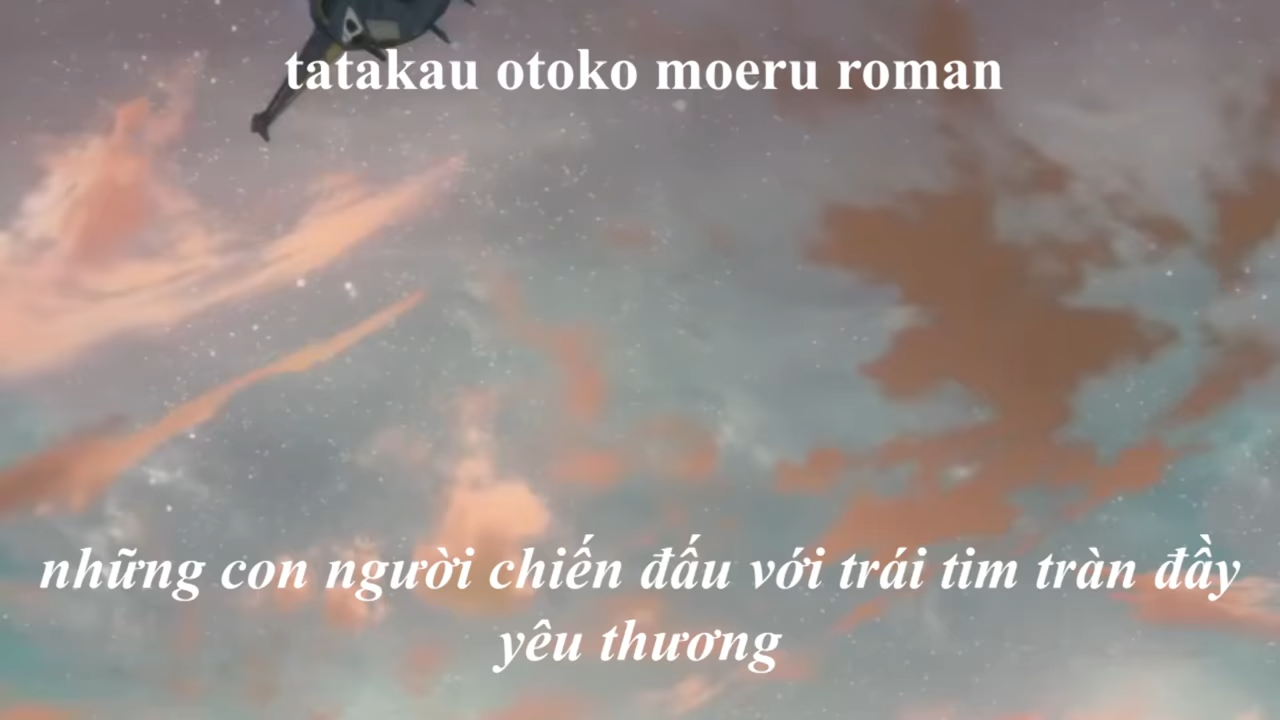 tatakau otoko moeru roman
những con người chiến đấu với trái tim tràn đầy
yêu thương